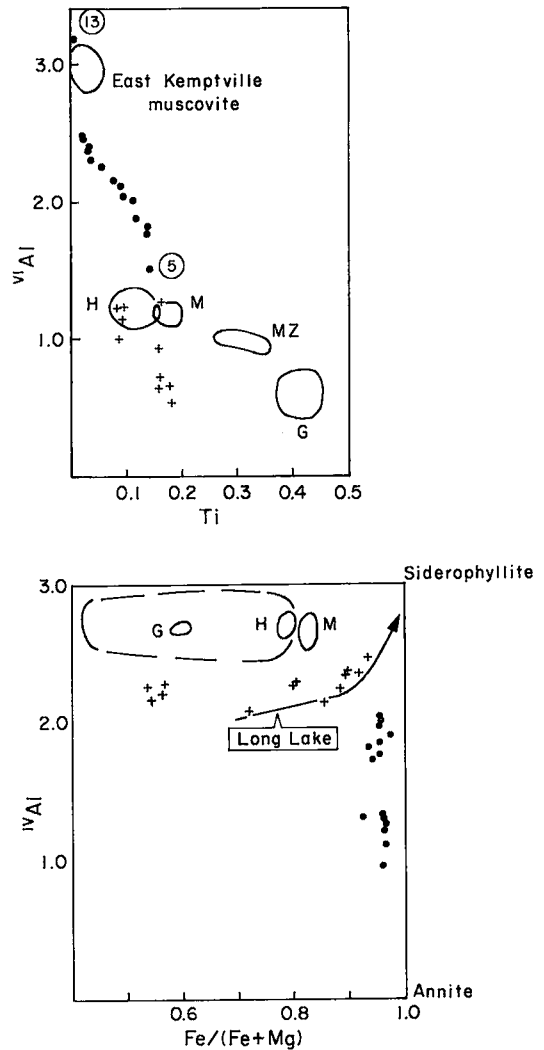 13
3.0
East Kemptville
muscovite
2.0
VIAl
5
H
M
1.0
MZ
G
0.1 0.2 0.3 0.4 0.5
Ti
Siderophyllite
3.0
G
H
M
2.0
Long Lake
IVAl
1.0
Annite
0.6 0.8 1.0
Fe/(Fe+Mg)